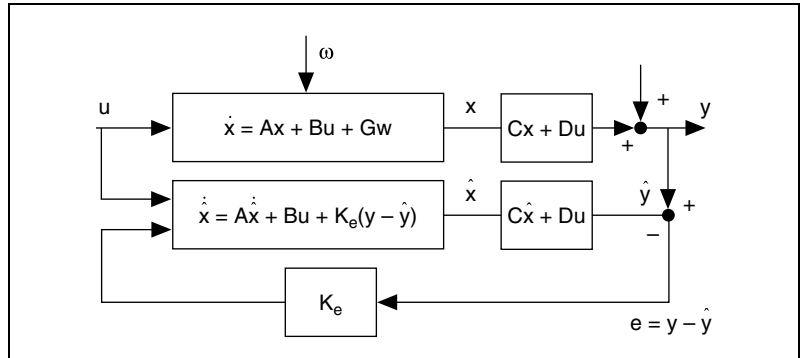 ω
u
ẋ = Ax + Bu + Gw
x
Cx + Du
+
+
y
x̂̇ = Ax̂̇ + Bu + Kₑ(y – ŷ)
x̂
Cx̂ + Du
ŷ
+
–
Kₑ
e = y – ŷ